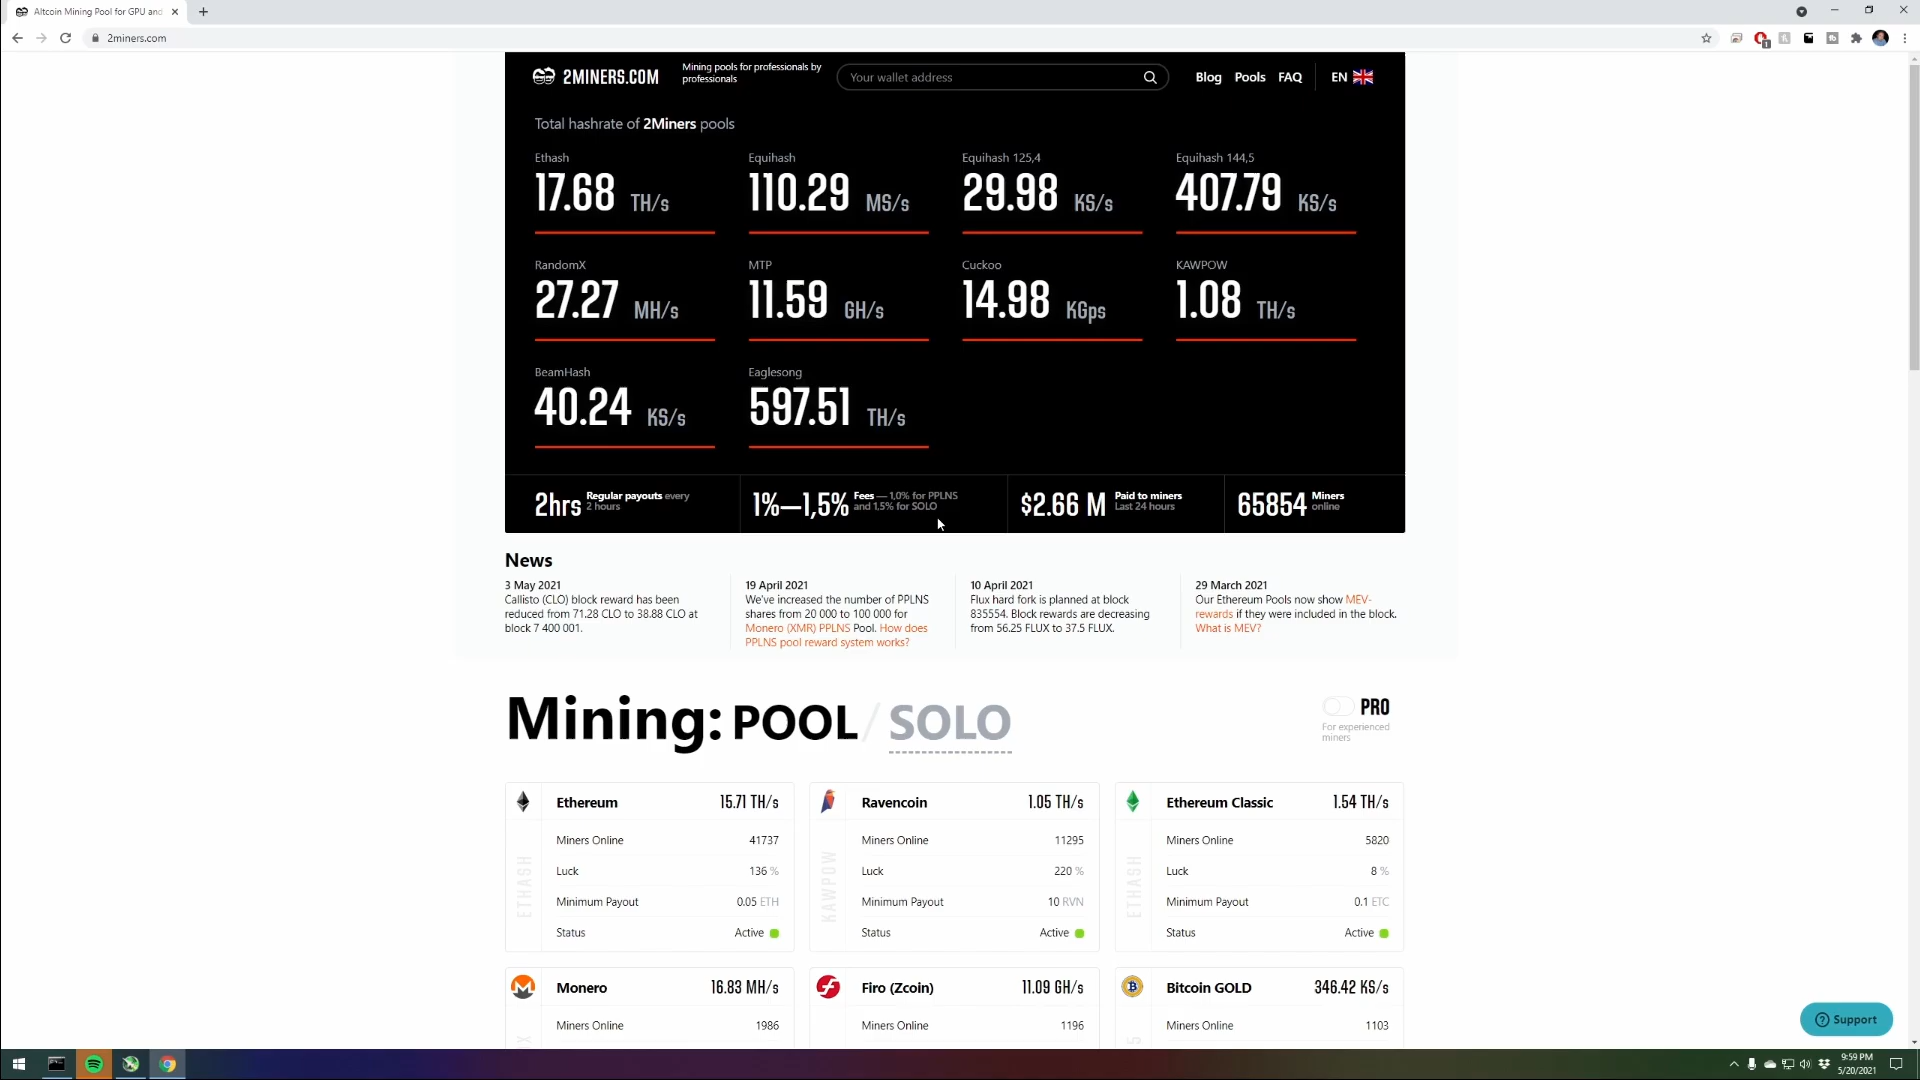 Altcoin Mining Pool for GPU and
2miners.com
2MINERS.COM
Mining pools for professionals by
professionals
Your wallet address
Blog Pools FAQ
EN
Total hashrate of 2Miners pools
Ethash
17.68 TH/s
Equihash
110.29 MS/s
Equihash 125,4
29.98 KS/s
Equihash 144,5
407.79 KS/s
RandomX
27.27 MH/s
MTP
11.59 GH/s
Cuckoo
14.98 KGps
KAWPOW
1.08 TH/s
BeamHash
40.24 KS/s
Eaglesong
597.51 TH/s
2hrs Regular payouts every
2 hours
1%—1,5% Fees — 1,0% for PPLNS
and 1,5% for SOLO
$2.66 M Paid to miners
Last 24 hours
65854 Miners
online
News
3 May 2021
Callisto (CLO) block reward has been
reduced from 71.28 CLO to 38.88 CLO at
block 7 400 001.
19 April 2021
We've increased the number of PPLNS
shares from 20 000 to 100 000 for
Monero (XMR) PPLNS Pool. How does
PPLNS pool reward system works?
10 April 2021
Flux hard fork is planned at block
835554. Block rewards are decreasing
from 56.25 FLUX to 37.5 FLUX.
29 March 2021
Our Ethereum Pools now show MEV-
rewards if they were included in the block.
What is MEV?
Mining: POOL / SOLO
PRO
For experienced
miners
ETHASH
Ethereum 15.71 TH/s
Miners Online 41737
Luck 136 %
Minimum Payout 0.05 ETH
Status Active
KAWPOW
Ravencoin 1.05 TH/s
Miners Online 11295
Luck 220 %
Minimum Payout 10 RVN
Status Active
ETHASH
Ethereum Classic 1.54 TH/s
Miners Online 5820
Luck 8 %
Minimum Payout 0.1 ETC
Status Active
Monero 16.83 MH/s
Miners Online 1986
Firo (Zcoin) 11.09 GH/s
Miners Online 1196
Bitcoin GOLD 346.42 KS/s
Miners Online 1103
Support
9:59 PM
5/20/2021